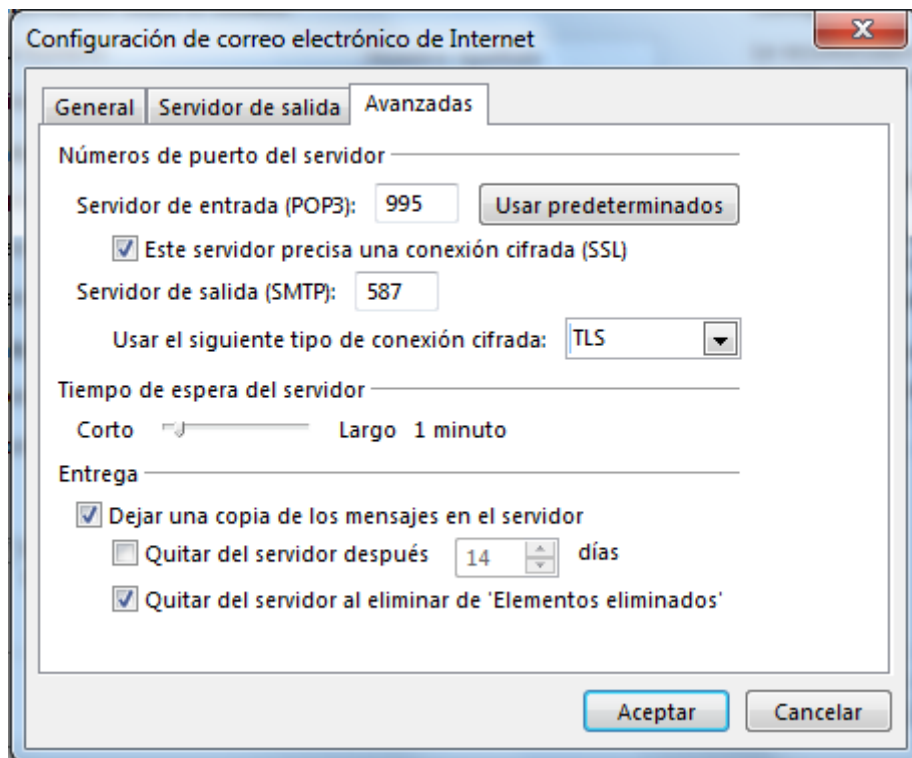 Configuración de correo electrónico de Internet
General Servidor de salida Avanzadas
Números de puerto del servidor
Servidor de entrada (POP3): 995 Usar predeterminados
Este servidor precisa una conexión cifrada (SSL)
Servidor de salida (SMTP): 587
Usar el siguiente tipo de conexión cifrada: TLS
Tiempo de espera del servidor
Corto Largo 1 minuto
Entrega
Dejar una copia de los mensajes en el servidor
Quitar del servidor después 14 días
Quitar del servidor al eliminar de 'Elementos eliminados'
Aceptar Cancelar